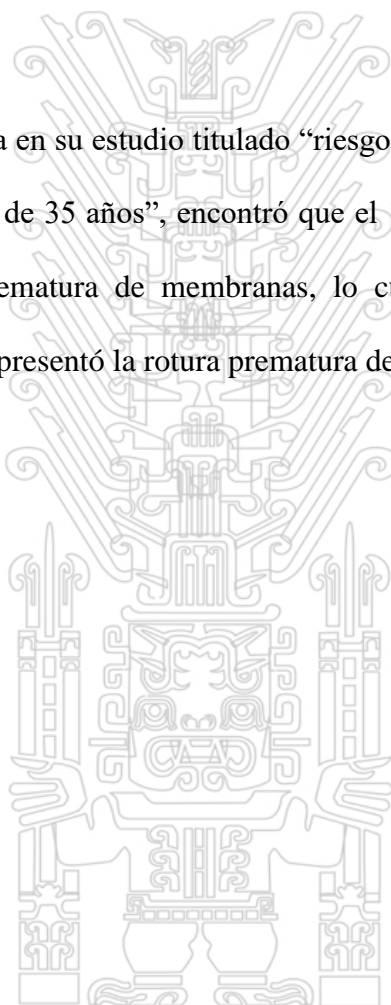 a en su estudio titulado “riesgo
de 35 años”, encontró que el
ematura de membranas, lo cu
presentó la rotura prematura de